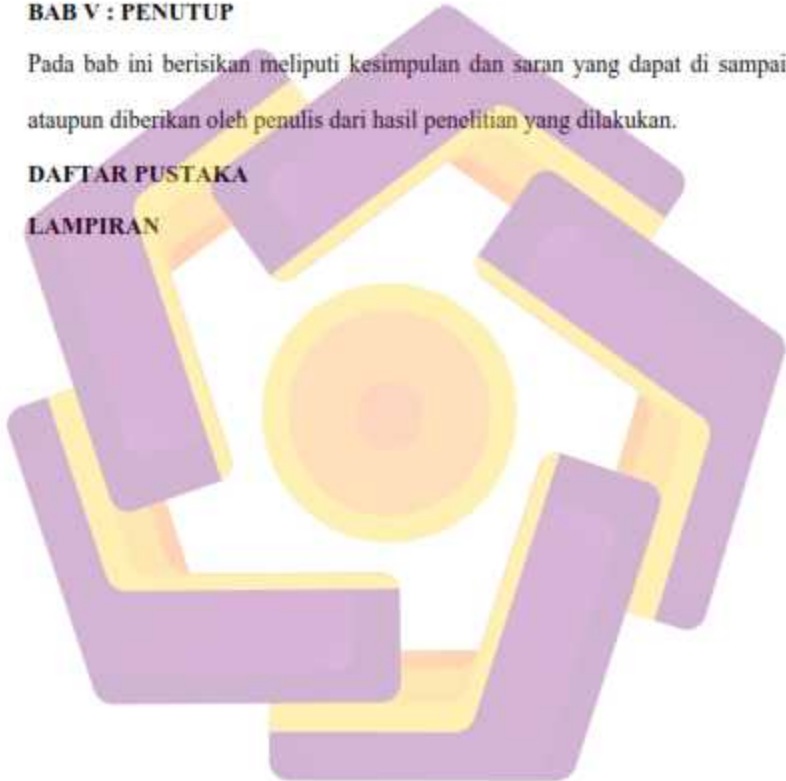 BAB V : PENUTUP
Pada bab ini berisikan meliputi kesimpulan dan saran yang dapat di sampai
ataupun diberikan oleh penulis dari hasil penelitian yang dilakukan.
DAFTAR PUSTAKA
LAMPIRAN